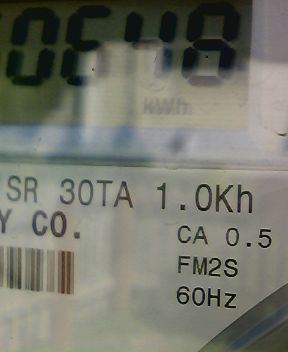 kWh
SR 30TA 1.0Kh
Y CO.
CA 0.5
FM2S
60Hz